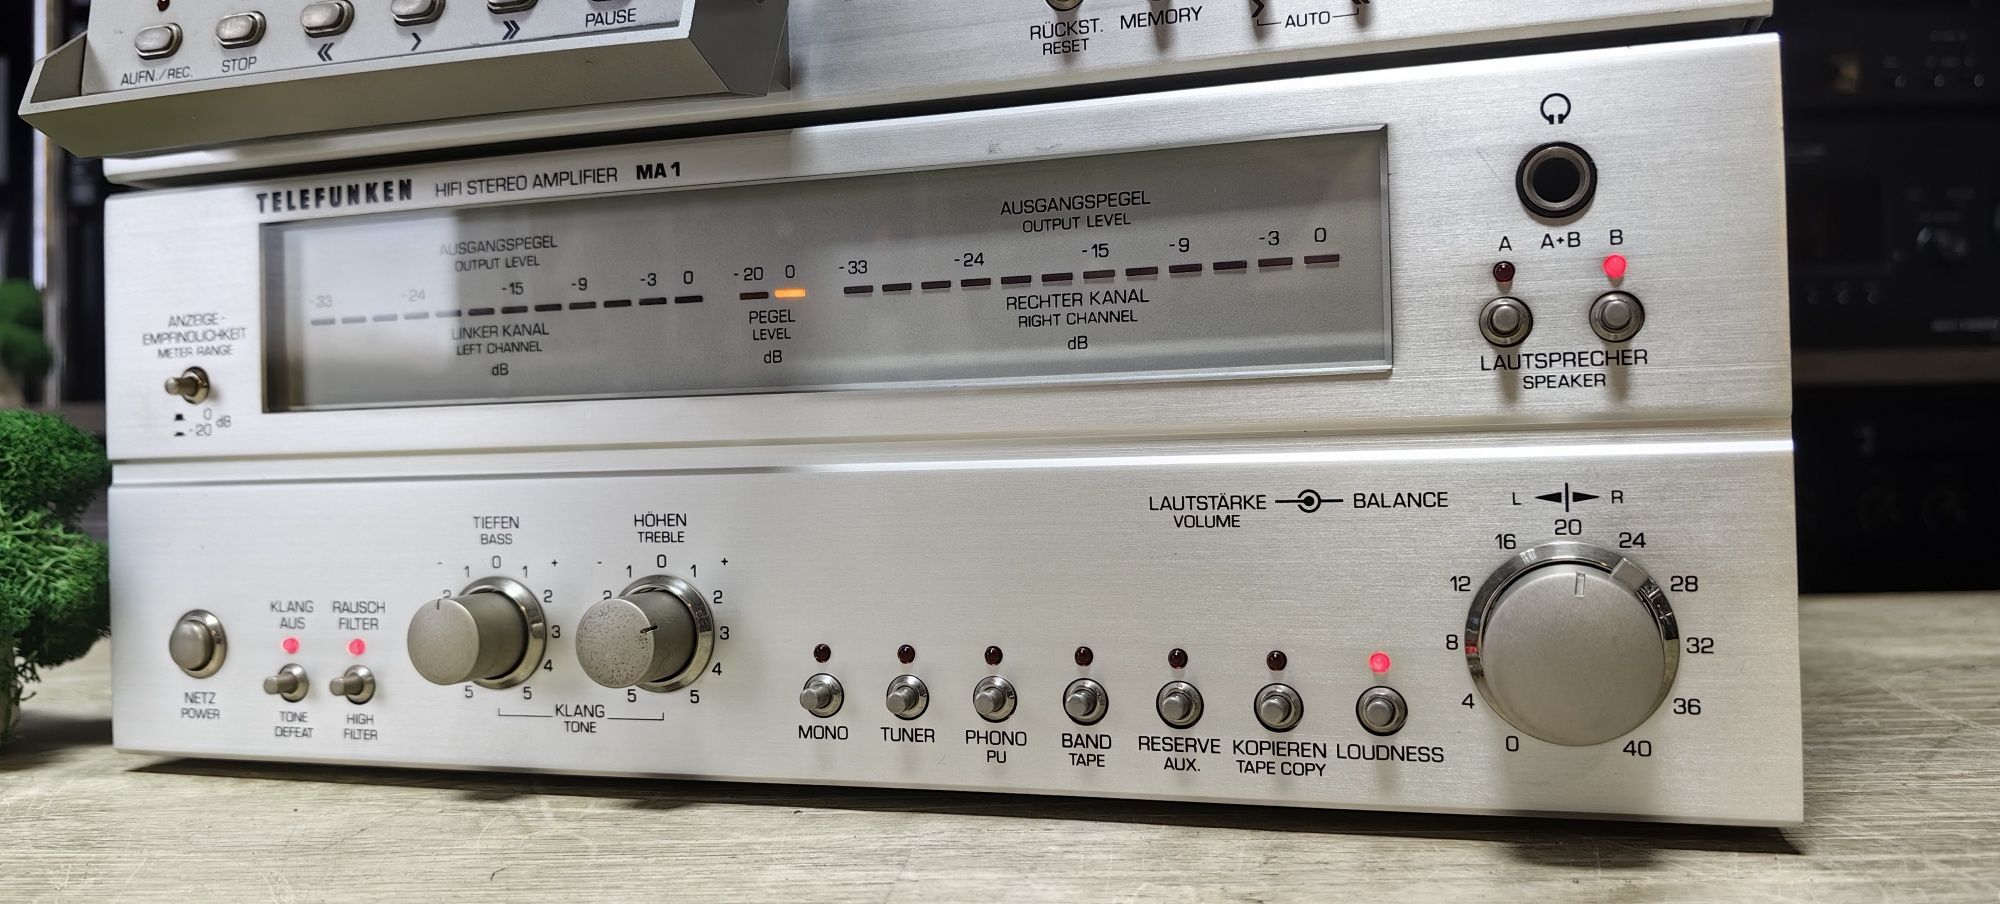 AUFN./REC.
STOP
«
›
»
PAUSE
RÜCKST.
RESET
MEMORY
AUTO
TELEFUNKEN HIFI STEREO AMPLIFIER MA 1
AUSGANGSPEGEL
OUTPUT LEVEL
-33 -24 -15 -9 -3 0
LINKER KANAL
LEFT CHANNEL
dB
-20 0
PEGEL
LEVEL
dB
AUSGANGSPEGEL
OUTPUT LEVEL
-33 -24 -15 -9 -3 0
RECHTER KANAL
RIGHT CHANNEL
dB
A A+B B
LAUTSPRECHER
SPEAKER
ANZEIGE-
EMPFINDLICHKEIT
METER RANGE
0 dB
-20
LAUTSTÄRKE BALANCE
VOLUME
L R
0 4 8 12 16 20 24 28 32 36 40
TIEFEN
BASS
- 2 1 0 1 2 3 4 5 +
5
HÖHEN
TREBLE
- 2 1 0 1 2 3 4 5 +
5
KLANG
TONE
NETZ
POWER
KLANG
AUS
TONE
DEFEAT
RAUSCH
FILTER
HIGH
FILTER
MONO
TUNER
PHONO
PU
BAND
TAPE
RESERVE
AUX.
KOPIEREN
TAPE COPY
LOUDNESS